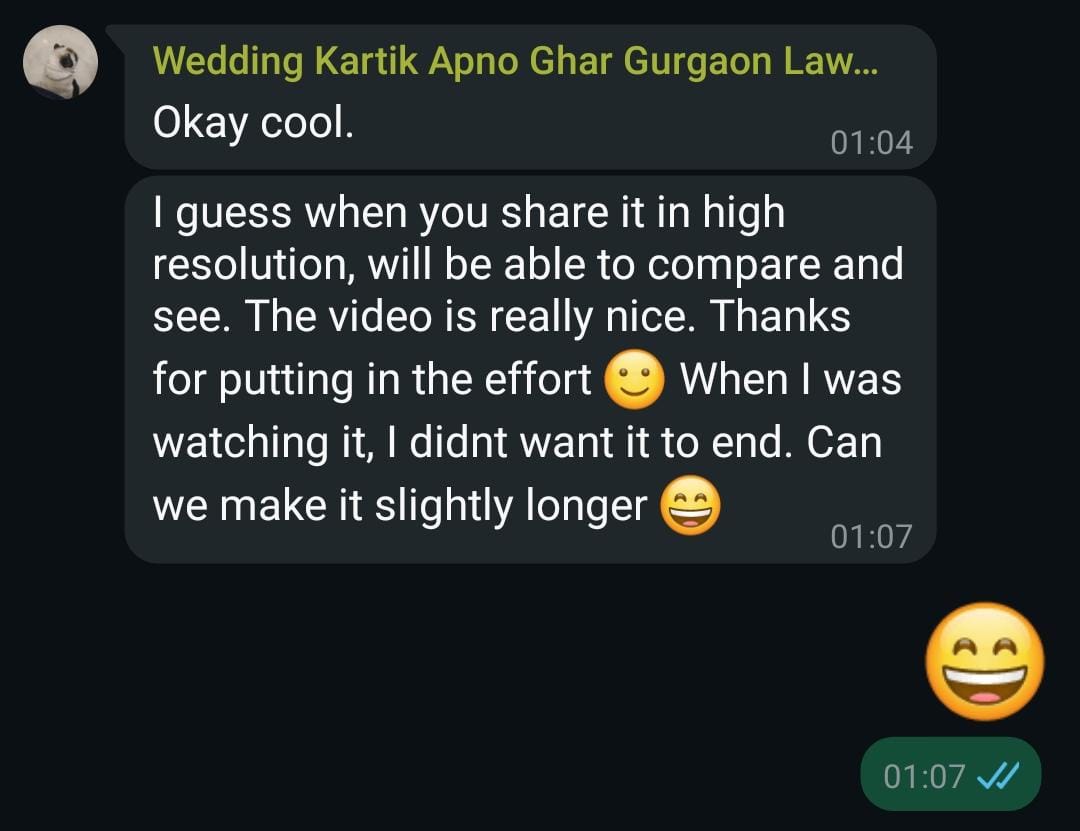 Wedding Kartik Apno Ghar Gurgaon Law...
Okay cool.
01:04
I guess when you share it in high
resolution, will be able to compare and
see. The video is really nice. Thanks
for putting in the effort 🙂 When I was
watching it, I didnt want it to end. Can
we make it slightly longer 😄
01:07
😄
01:07